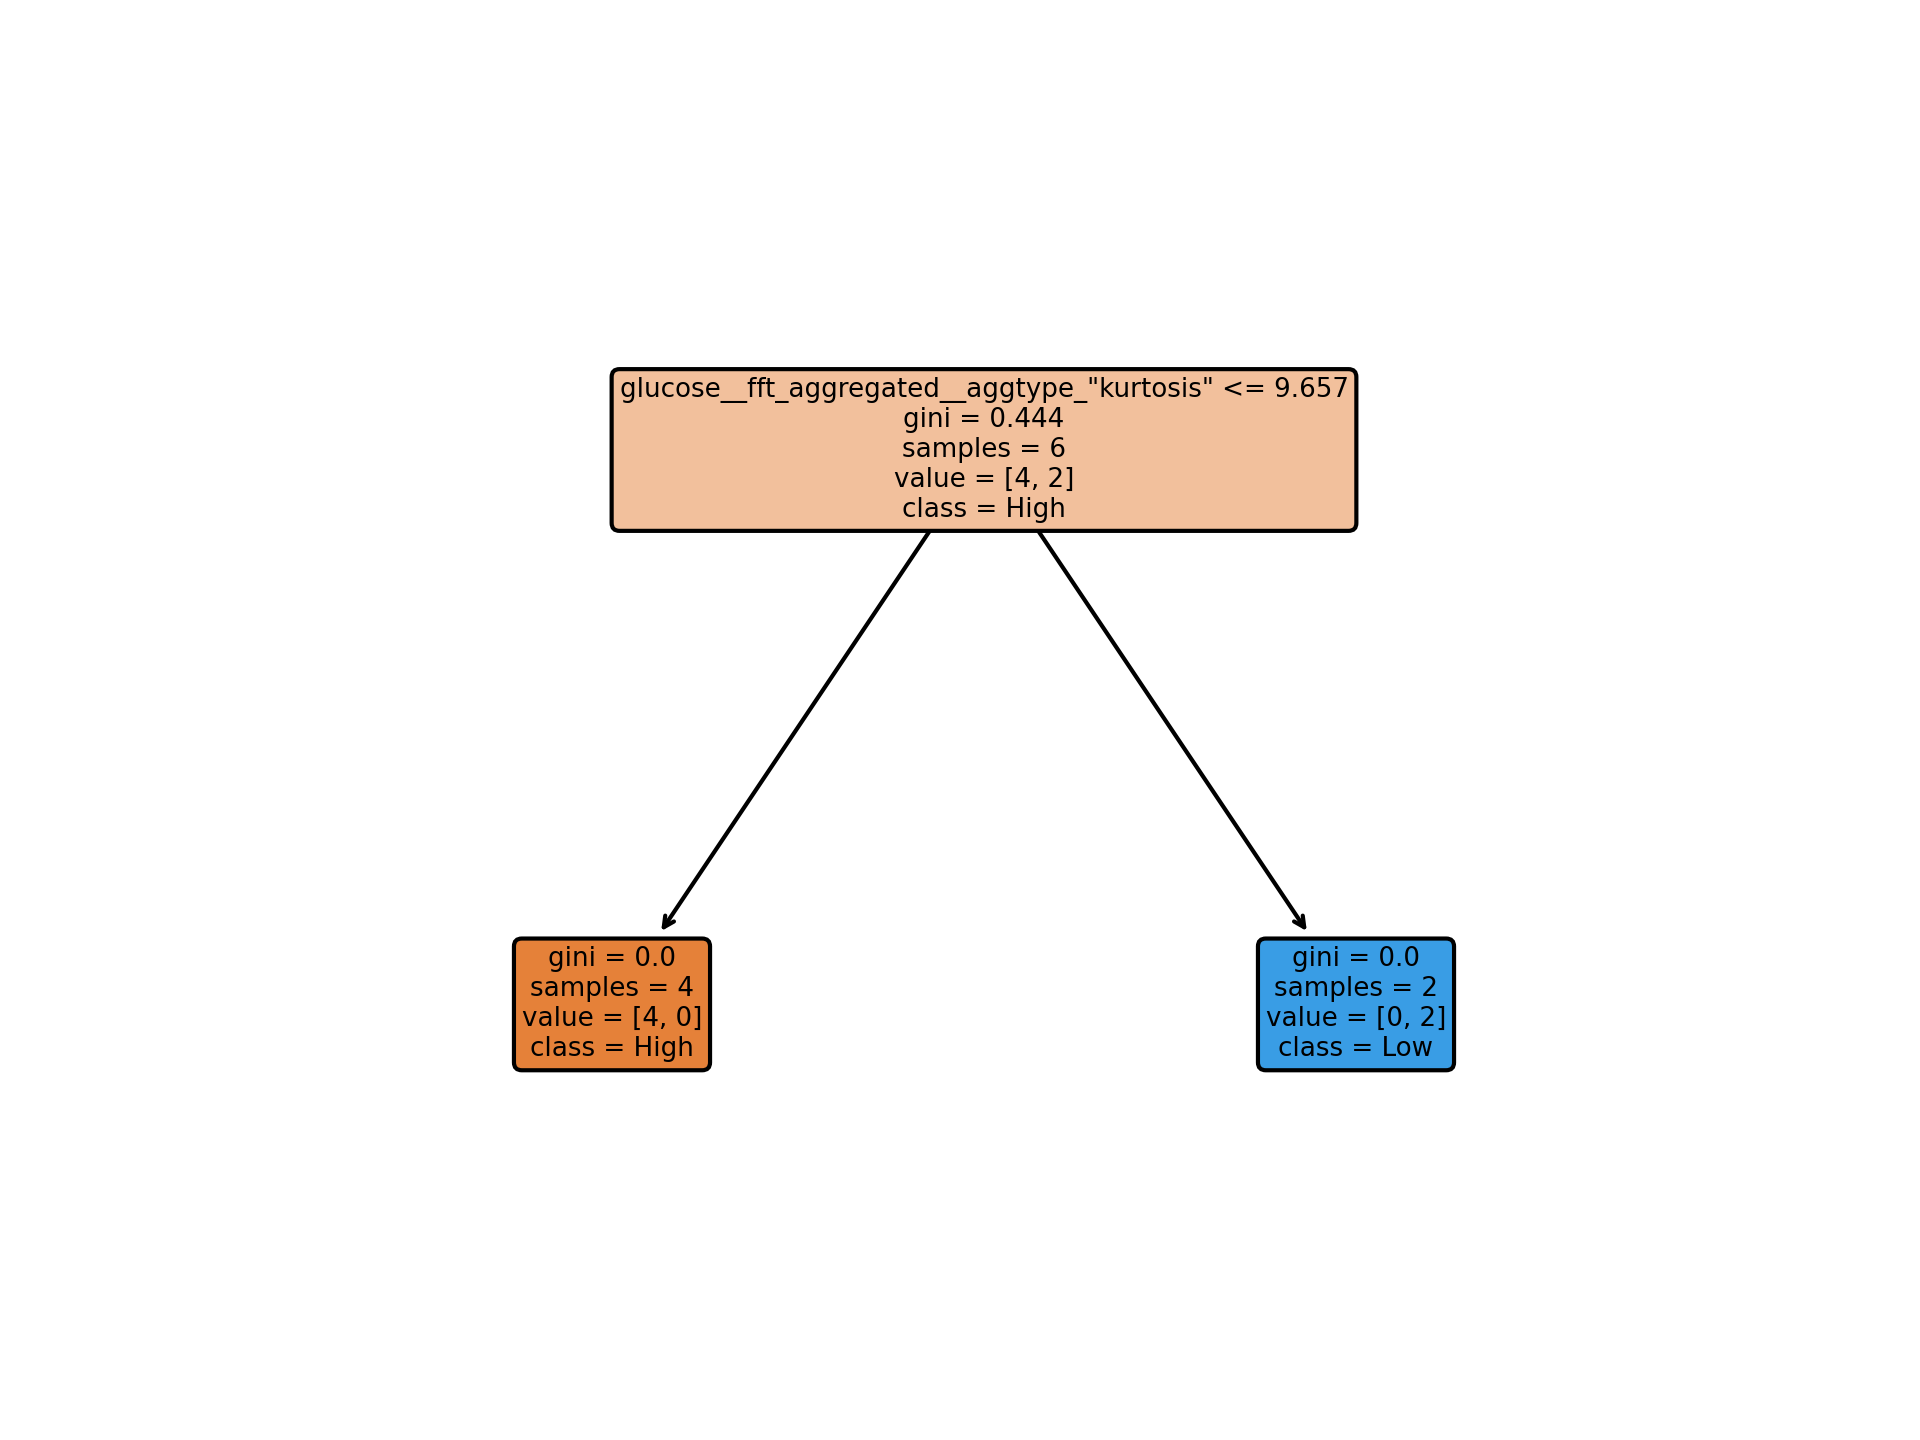 glucose__fft_aggregated__aggtype_"kurtosis" <= 9.657
gini = 0.444
samples = 6
value = [4, 2]
class = High
gini = 0.0
samples = 4
value = [4, 0]
class = High
gini = 0.0
samples = 2
value = [0, 2]
class = Low